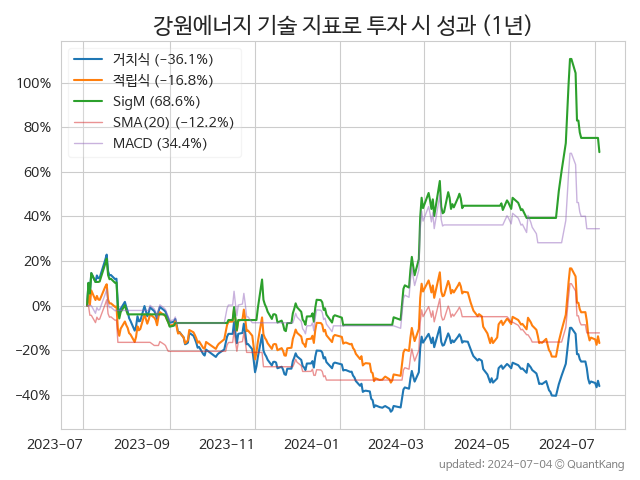 강원에너지 기술 지표로 투자 시 성과 (1년)
거치식 (−36.1%)
적립식 (−16.8%)
SigM (68.6%)
SMA(20) (−12.2%)
MACD (34.4%)
100%
80%
60%
40%
20%
0%
−20%
−40%
2023-07 2023-09 2023-11 2024-01 2024-03 2024-05 2024-07
updated: 2024-07-04 © QuantKang